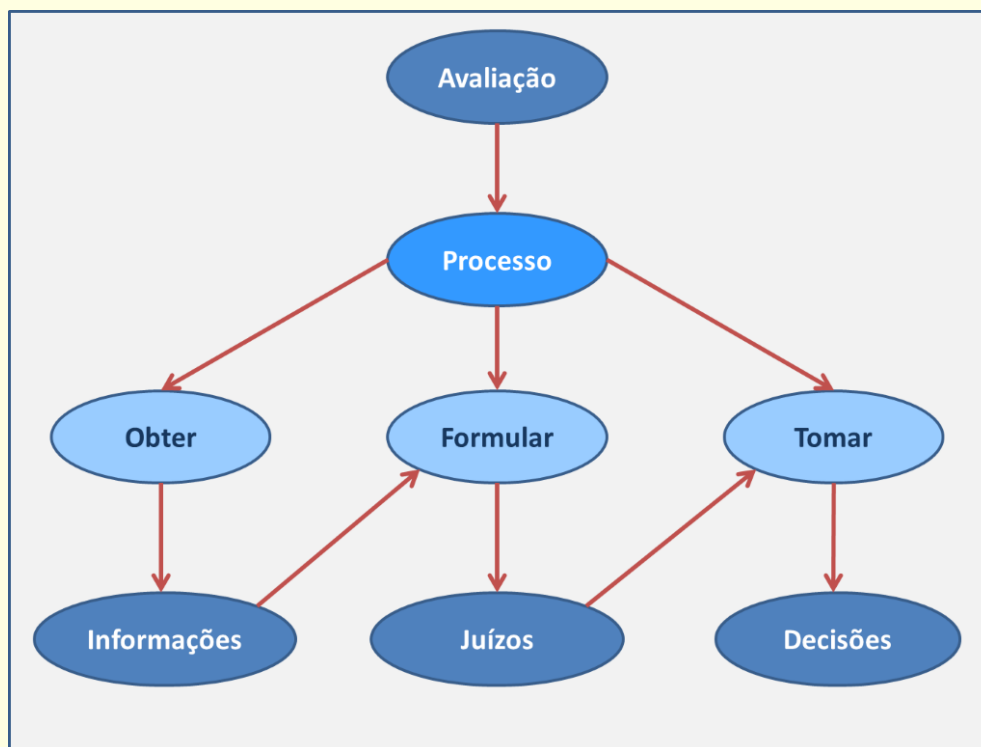 Avaliação
Processo
Obter
Formular
Tomar
Informações
Juízos
Decisões